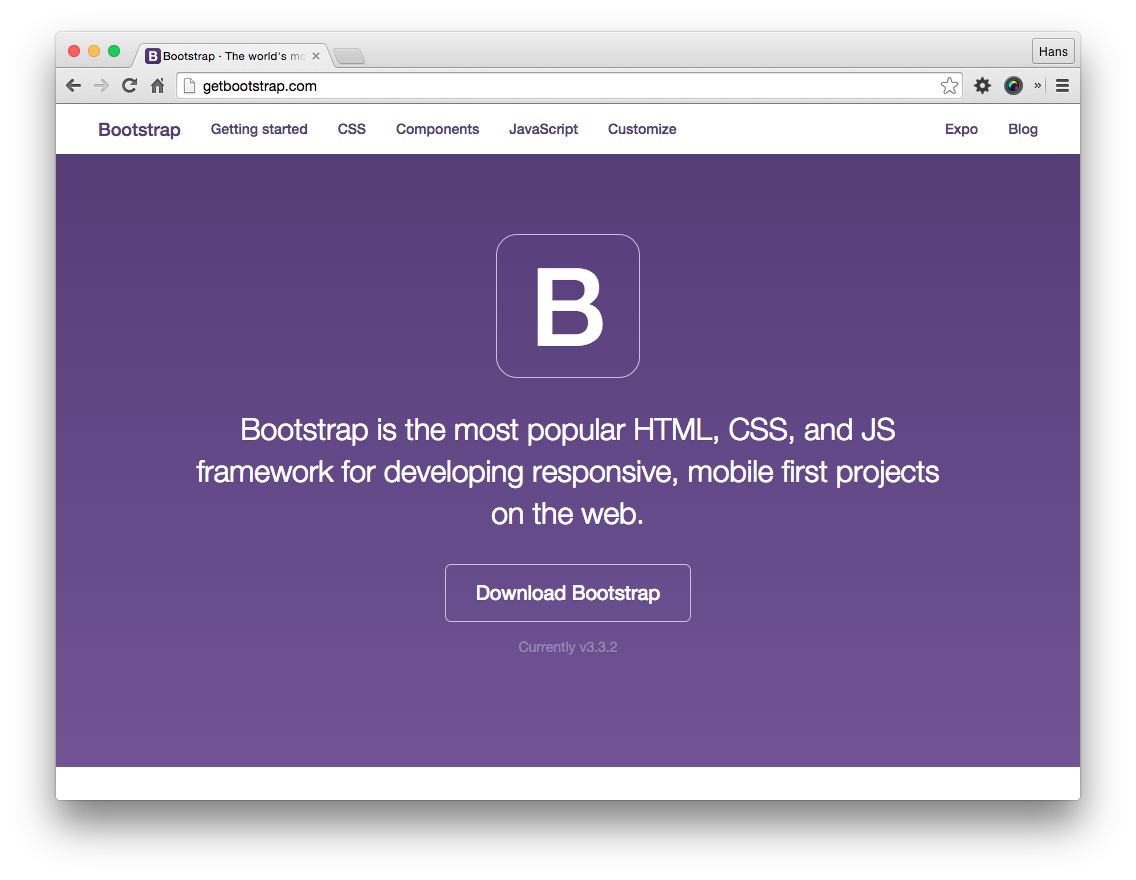 Bootstrap · The world's mo
Hans
getbootstrap.com
Bootstrap Getting started CSS Components JavaScript Customize Expo Blog
B
Bootstrap is the most popular HTML, CSS, and JS
framework for developing responsive, mobile first projects
on the web.
Download Bootstrap
Currently v3.3.2